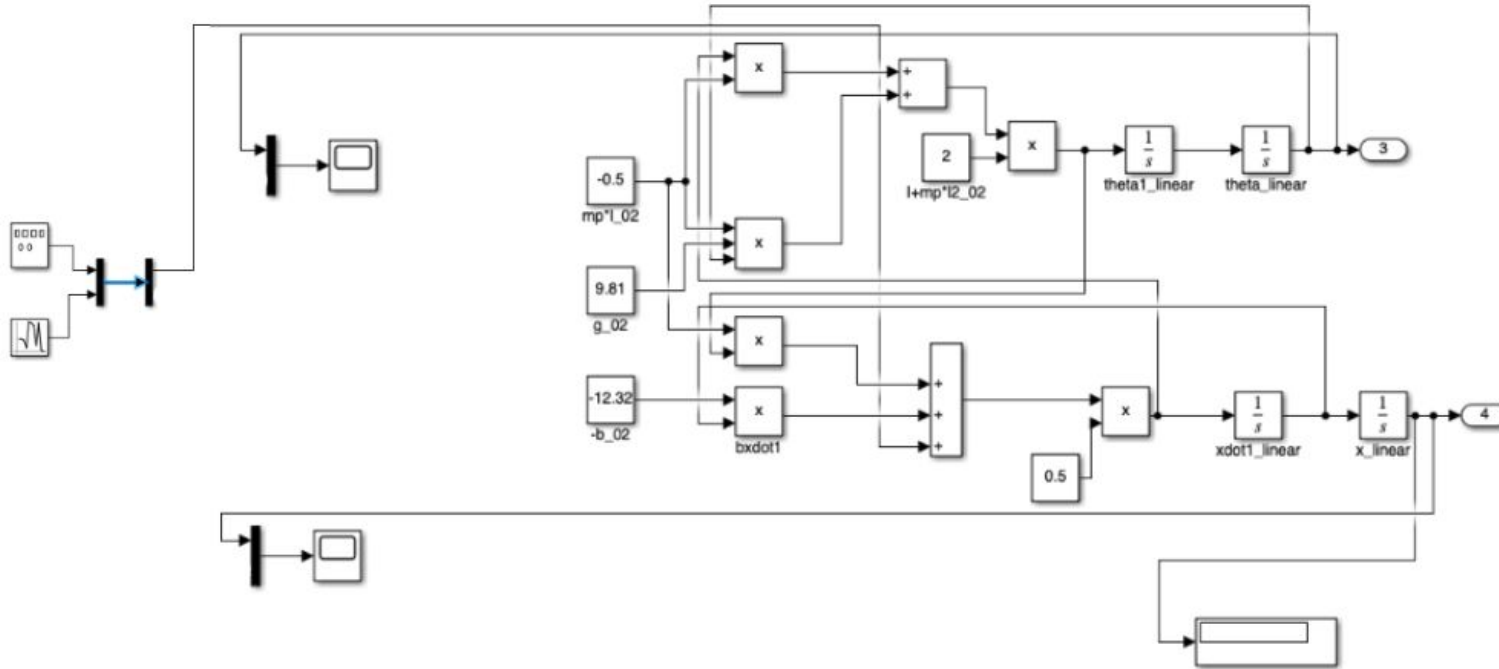 x
+
+
2
I+mp*l2_02
x
1
s
theta1_linear
1
s
theta_linear
3
-0.5
mp*l_02
x
9.81
g_02
x
-12.32
-b_02
x
bxdot1
+
+
+
x
0.5
1
s
xdot1_linear
1
s
x_linear
4